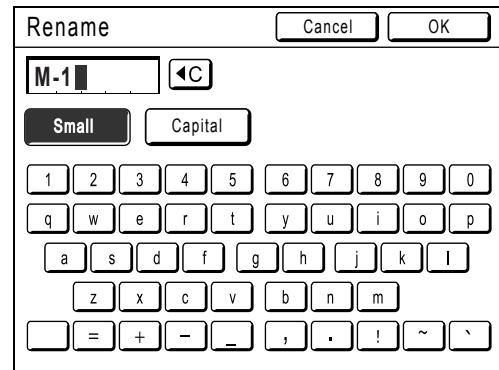 Rename Cancel OK
M-1 ◀C
Small Capital
1 2 3 4 5 6 7 8 9 0
q w e r t y u i o p
a s d f g h j k l
z x c v b n m
= + − _ , . ! ~ `